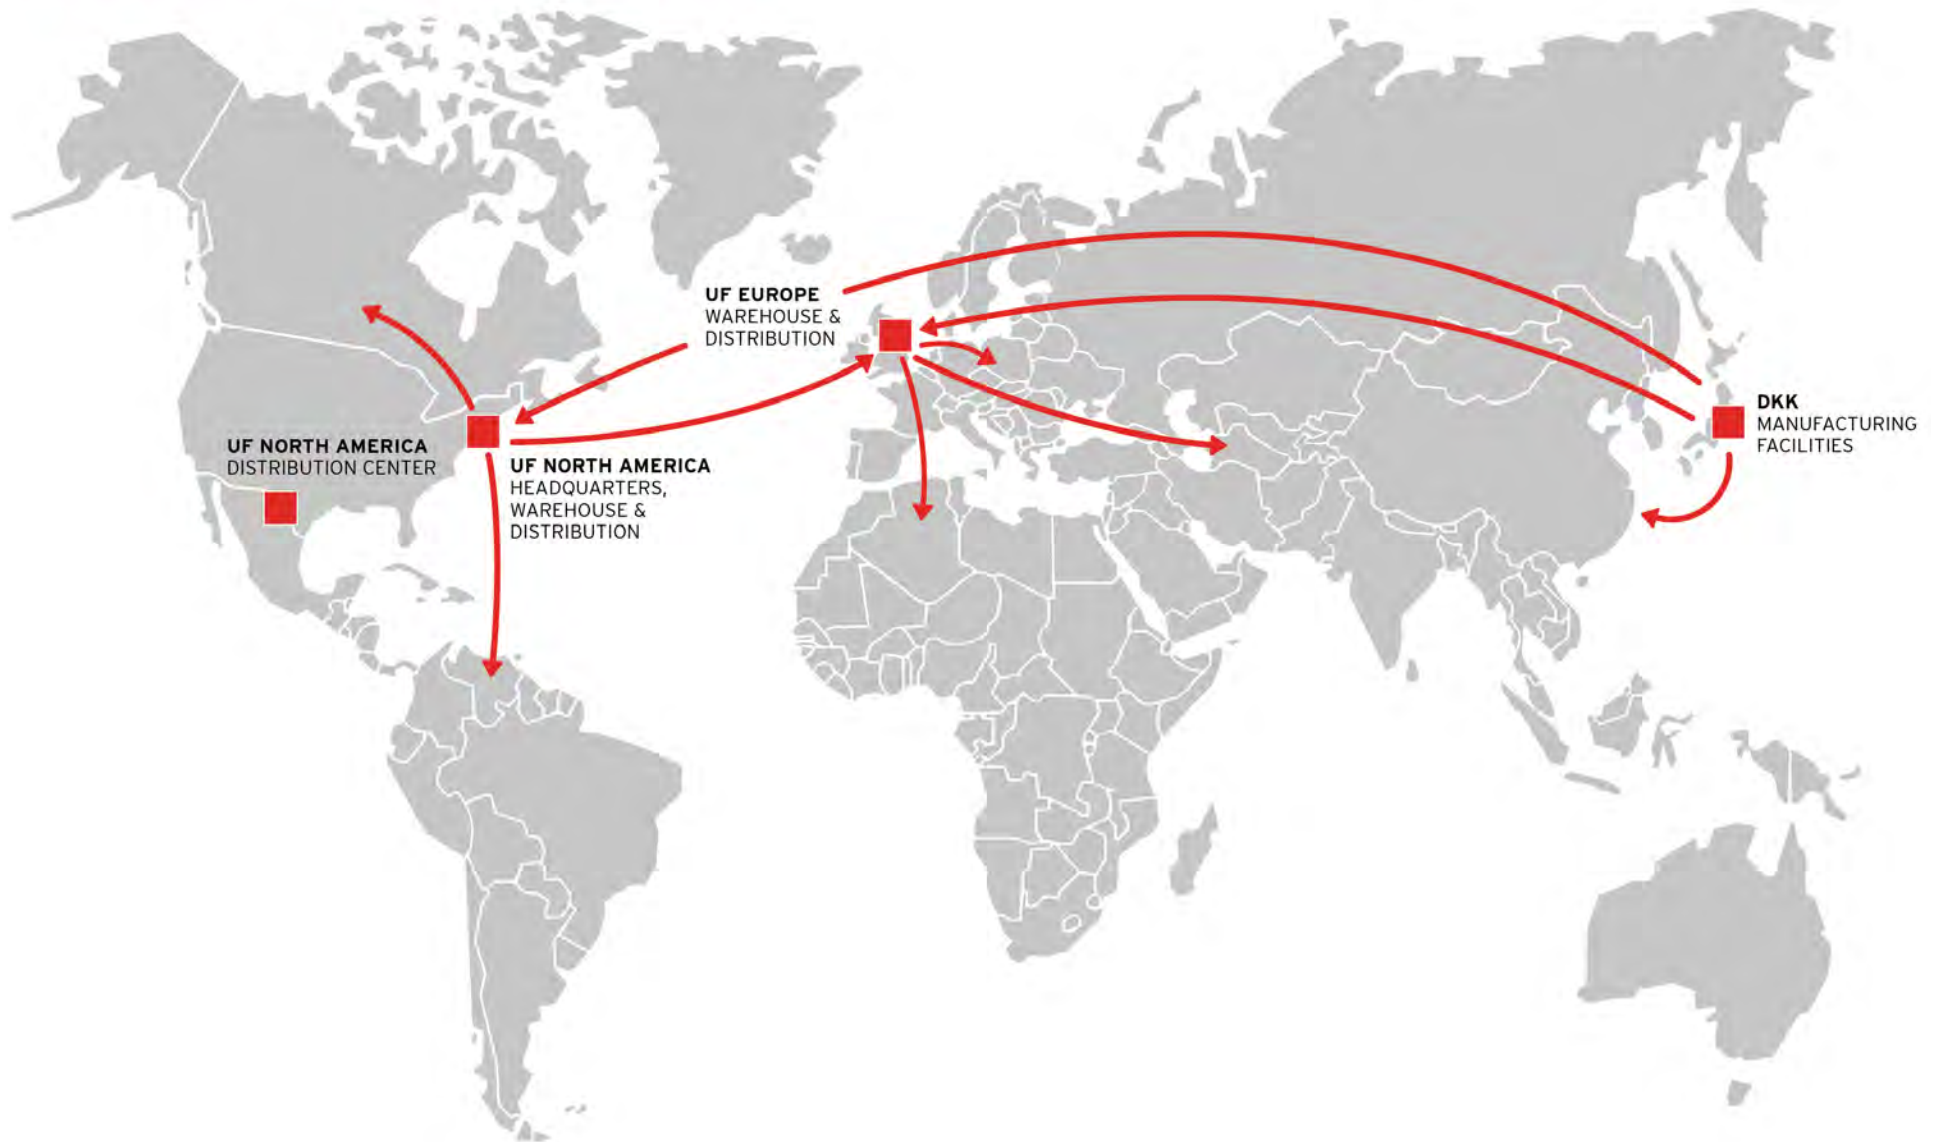 UF EUROPE
WAREHOUSE &
DISTRIBUTION
DKK
MANUFACTURING
FACILITIES
UF NORTH AMERICA
DISTRIBUTION CENTER
UF NORTH AMERICA
HEADQUARTERS,
WAREHOUSE &
DISTRIBUTION